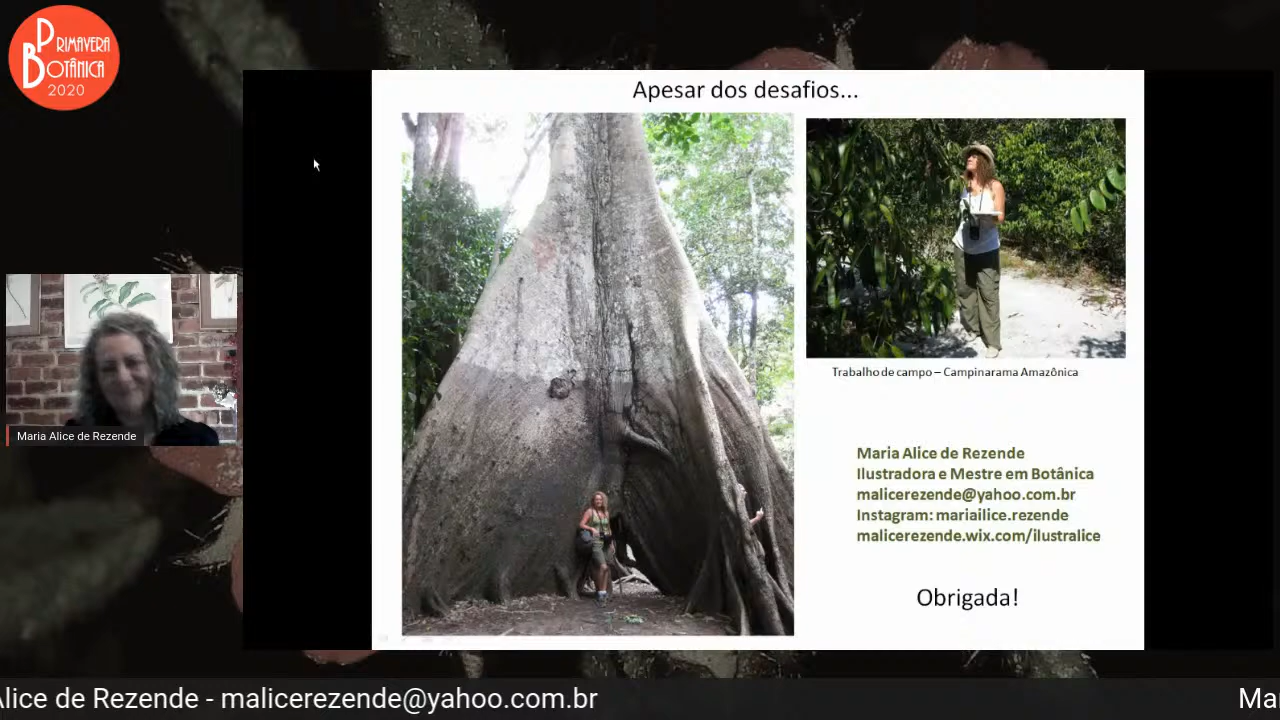 PRIMAVERA
BOTÂNICA
2020
Apesar dos desafios...
Trabalho de campo – Campinarama Amazônica
Maria Alice de Rezende
Maria Alice de Rezende
Ilustradora e Mestre em Botânica
malicerezende@yahoo.com.br
Instagram: mariailice.rezende
malicerezende.wix.com/ilustralice
Obrigada!
Alice de Rezende - malicerezende@yahoo.com.br
Ma